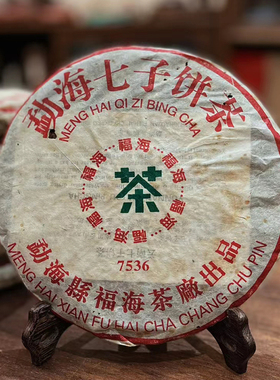 勐海七子饼茶
MENG HAI QI ZI BING CHA
福海 福海 福海 福海 福海 福海 福海 福海
茶
7536
勐海縣福海茶廠出品
MENG HAI XIAN FU HAI CHA CHANG CHU PIN